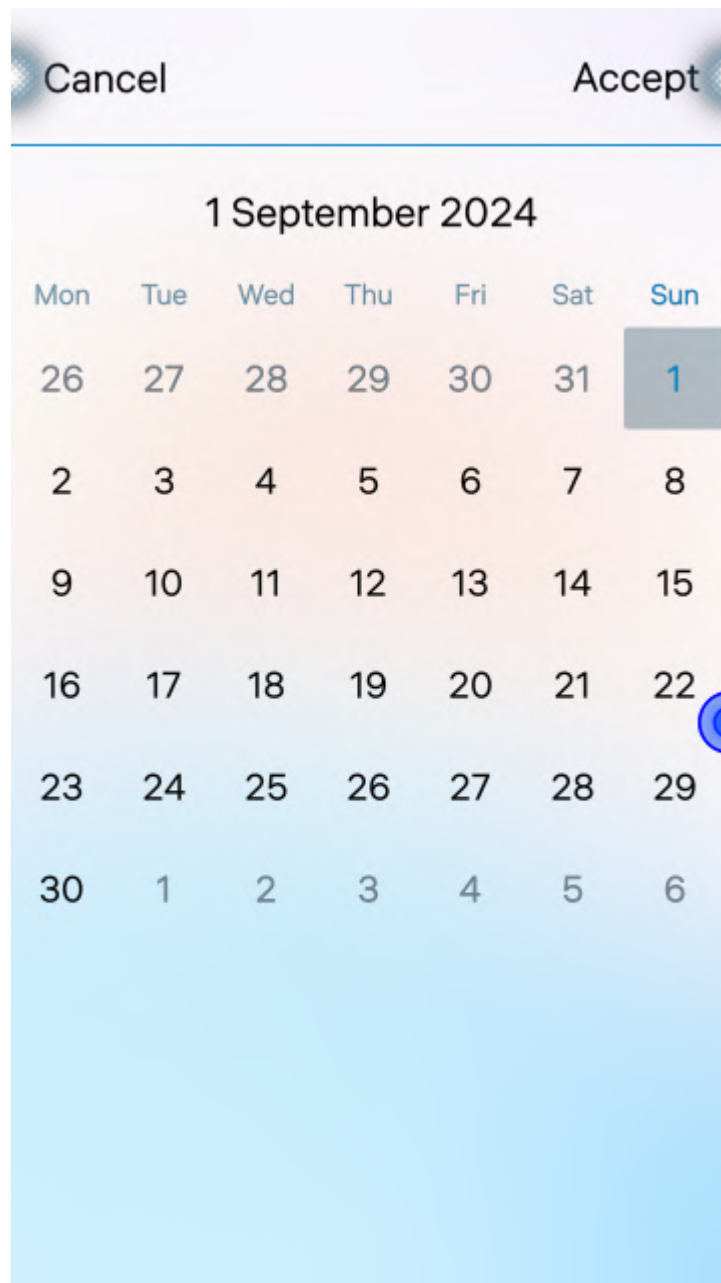 Cancel Accept
1 September 2024
Mon Tue Wed Thu Fri Sat Sun
26 27 28 29 30 31 1
2 3 4 5 6 7 8
9 10 11 12 13 14 15
16 17 18 19 20 21 22
23 24 25 26 27 28 29
30 1 2 3 4 5 6